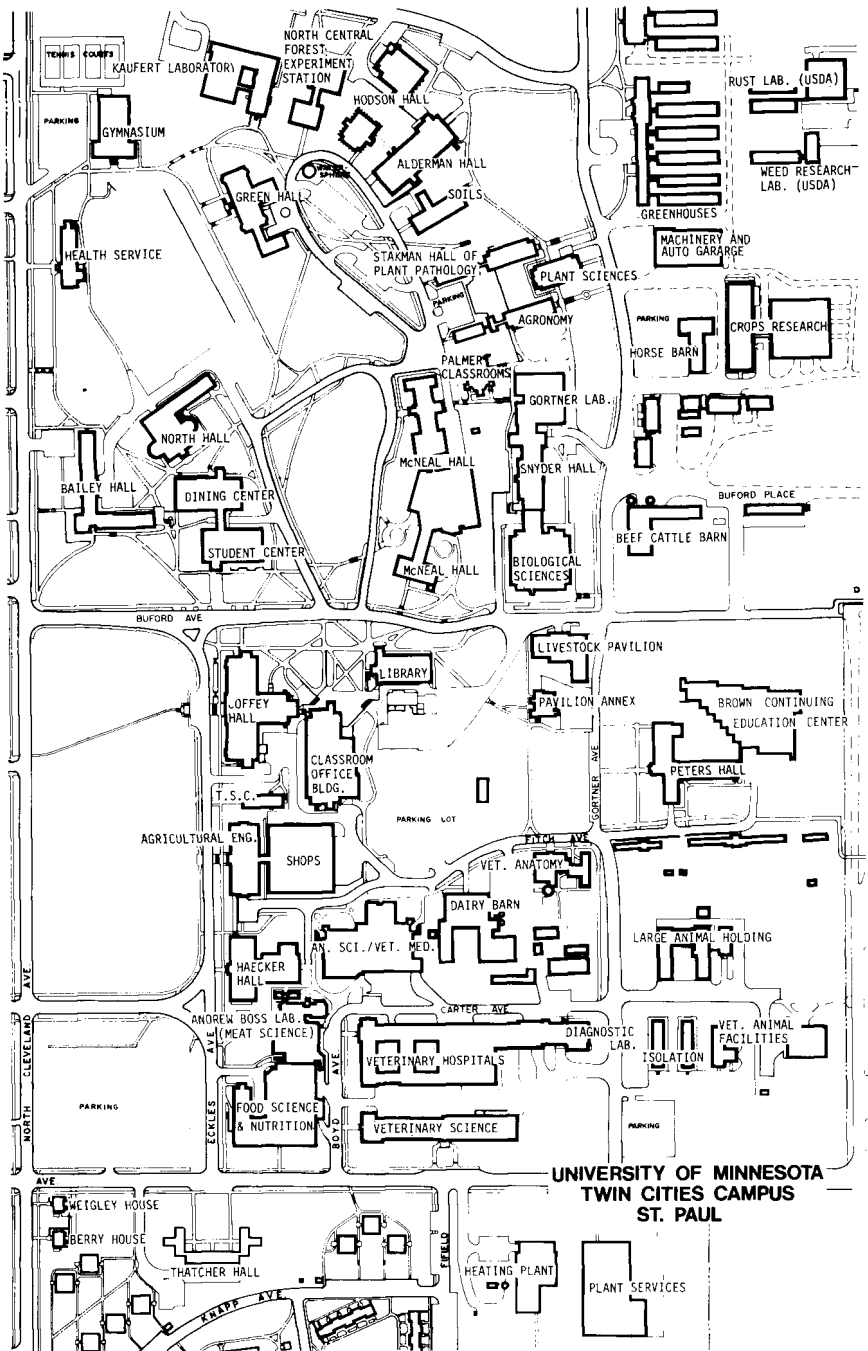 TENNIS COURTS
KAUFERT LABORATORY
NORTH CENTRAL
FOREST
EXPERIMENT
STATION
HODSON HALL
RUST LAB. (USDA)
PARKING
GYMNASIUM
ALDERMAN HALL
WEED RESEARCH
LAB. (USDA)
GREEN HALL
SOILS
GREENHOUSES
HEALTH SERVICE
STAKMAN HALL OF
PLANT PATHOLOGY
MACHINERY AND
AUTO GARARGE
PLANT SCIENCES
PARKING
AGRONOMY
PARKING
CROPS RESEARCH
HORSE BARN
PALMER
CLASSROOMS
GORTNER LAB.
NORTH HALL
McNEAL HALL
SNYDER HALL
BAILEY HALL
DINING CENTER
BUFORD PLACE
STUDENT CENTER
BEEF CATTLE BARN
McNEAL HALL
BIOLOGICAL
SCIENCES
D
BUFORD AVE
LIVESTOCK PAVILION
LIBRARY
COFFEY
HALL
PAVILION ANNEX
BROWN CONTINUING
EDUCATION CENTER
CLASSROOM
OFFICE
BLDG.
GORTNER AVE
PETERS HALL
T.S.C.
PARKING LOT
AGRICULTURAL ENG.
SHOPS
FITCH AVE
VET. ANATOMY
DAIRY BARN
AN. SCI./VET. MED.
LARGE ANIMAL HOLDING
HAECKER
HALL
ANDREW BOSS LAB.
(MEAT SCIENCE)
CARTER AVE
DIAGNOSTIC
LAB.
VET. ANIMAL
FACILITIES
ISOLATION
VETERINARY HOSPITALS
NORTH CLEVELAND AVE.
PARKING
ECKLES AVE
FOOD SCIENCE
& NUTRITION
BOYD AVE
VETERINARY SCIENCE
PARKING
UNIVERSITY OF MINNESOTA
TWIN CITIES CAMPUS
ST. PAUL
AVE.
WEIGLEY HOUSE
BERRY HOUSE
THATCHER HALL
FIFIELD
HEATING PLANT
PLANT SERVICES
KNAPP AVE.